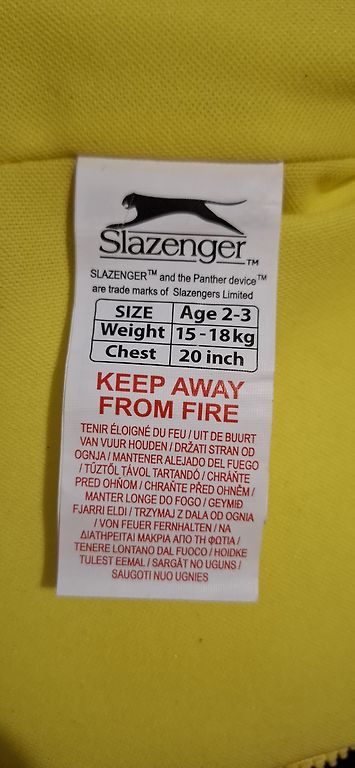 Slazenger™
SLAZENGER™ and the Panther device™
are trade marks of Slazengers Limited
SIZE Age 2-3
Weight 15-18kg
Chest 20 inch
KEEP AWAY
FROM FIRE
TENIR ÉLOIGNÉ DU FEU / UIT DE BUURT
VAN VUUR HOUDEN / DRŽATI STRAN OD
OGNJA / MANTENER ALEJADO DEL FUEGO
/ TŰZTŐL TÁVOL TARTANDÓ / CHRÁŇTE
PRED OHŇOM / CHRAŇTE PŘED OHNĚM /
MANTER LONGE DO FOGO / GEYMIÐ
FJARRI ELDI / TRZYMAJ Z DALA OD OGNIA
/ VON FEUER FERNHALTEN / NA
ΔΙΑΤΗΡΕΙΤΑΙ ΜΑΚΡΙΑ ΑΠΟ ΤΗ ΦΩΤΙΑ /
TENERE LONTANO DAL FUOCO / HOIDKE
TULEST EEMAL / SARGĀT NO UGUNS /
SAUGOTI NUO UGNIES